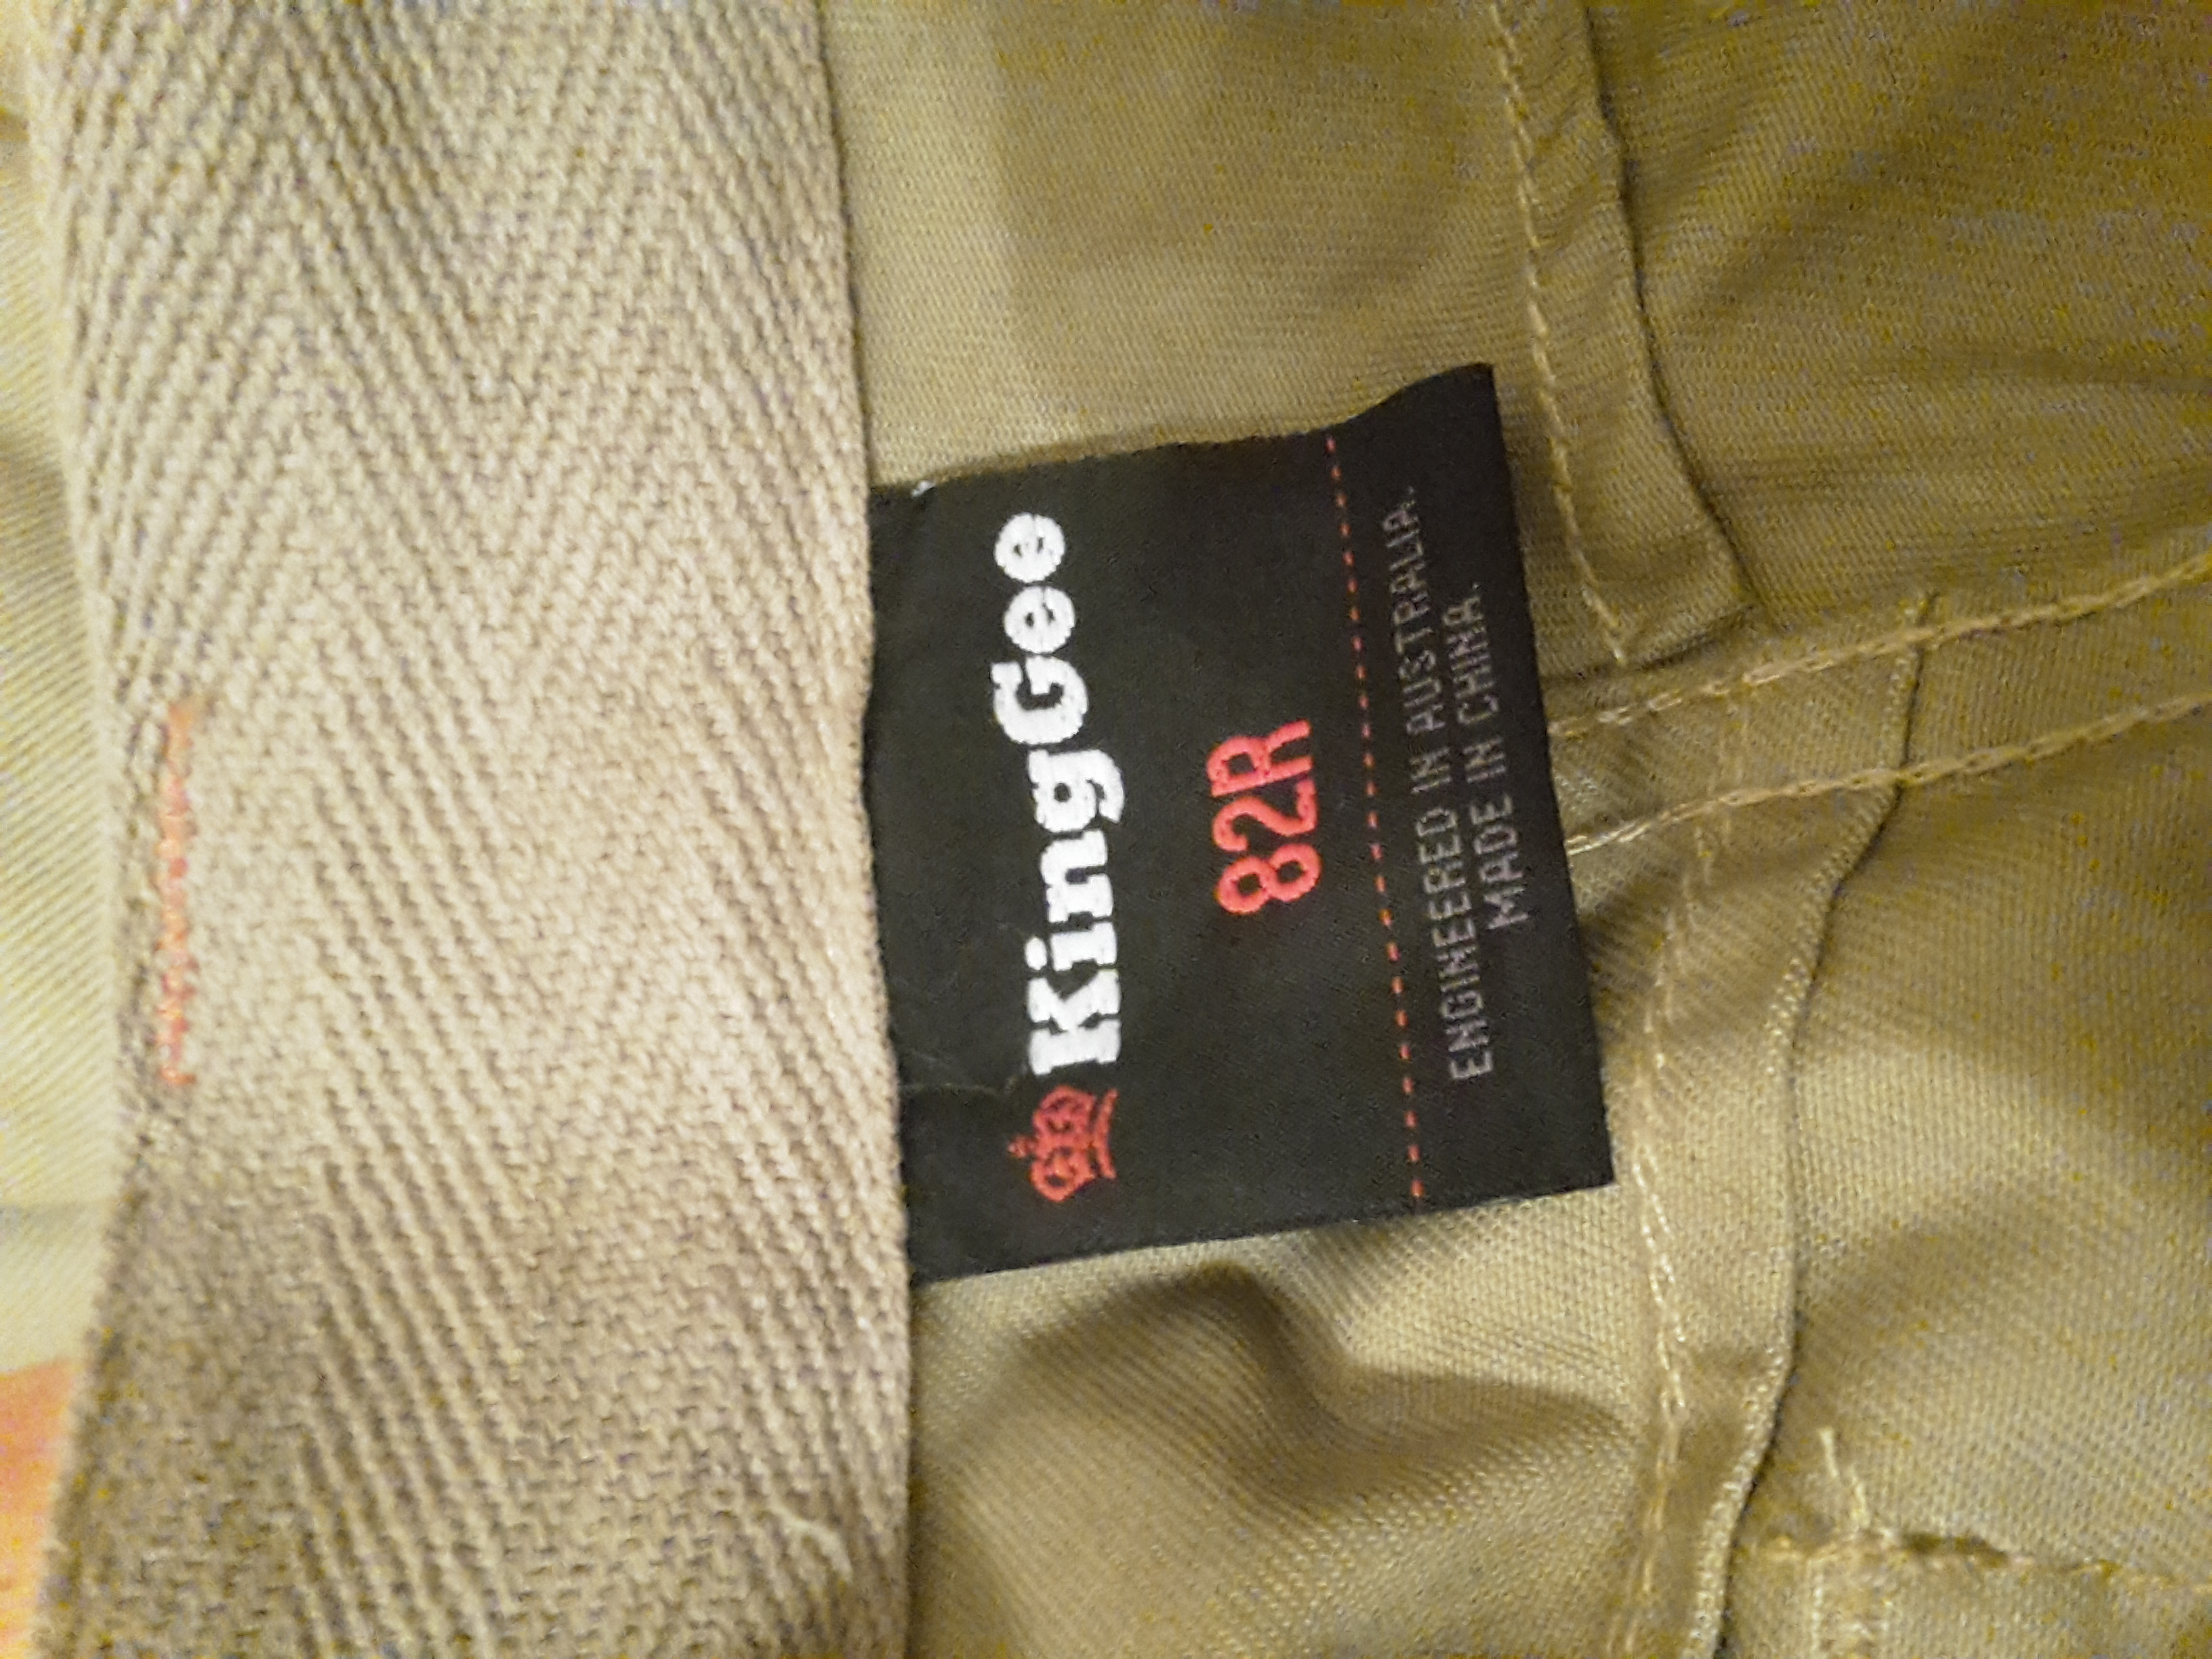 KingGee
82R
ENGINEERED IN AUSTRALIA.
MADE IN CHINA.